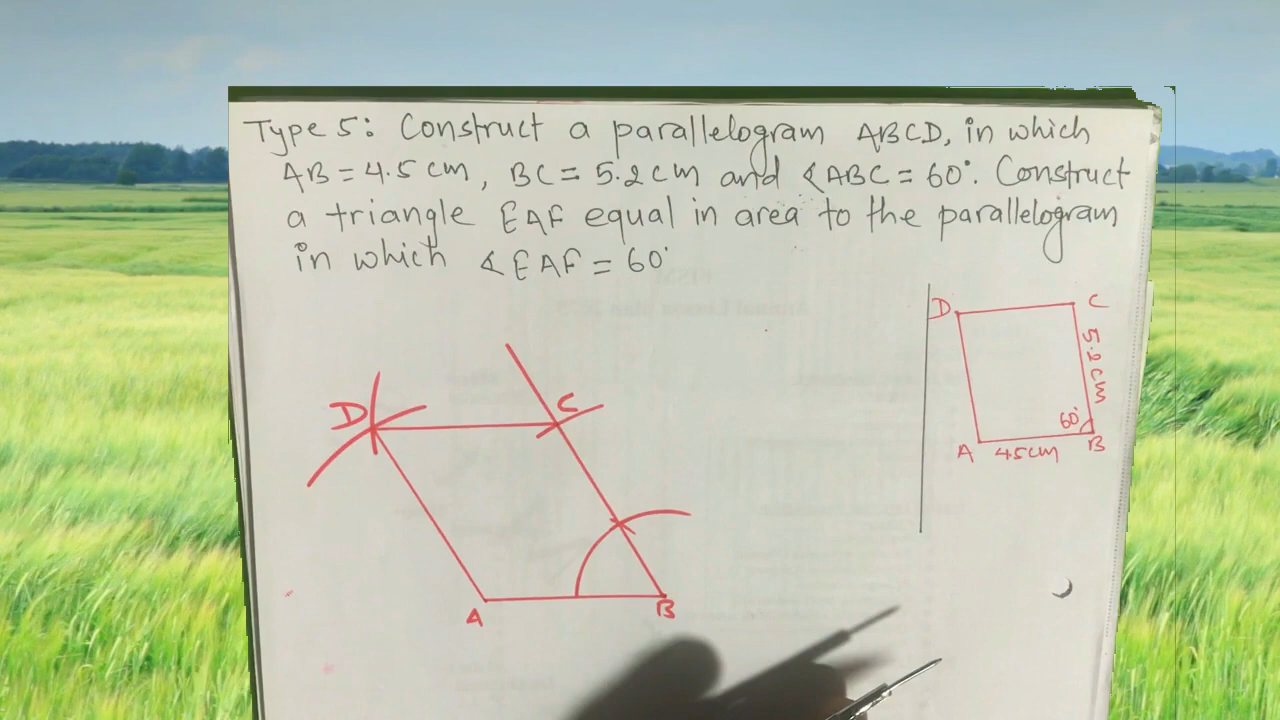 Type 5: Construct a parallelogram ABCD, in which
AB = 4.5 cm, BC = 5.2 cm and ∢ABC = 60°. Construct
a triangle EAF equal in area to the parallelogram
in which ∢EAF = 60°
D C
5.2 cm
60°
A 4.5 cm B
D C
A B